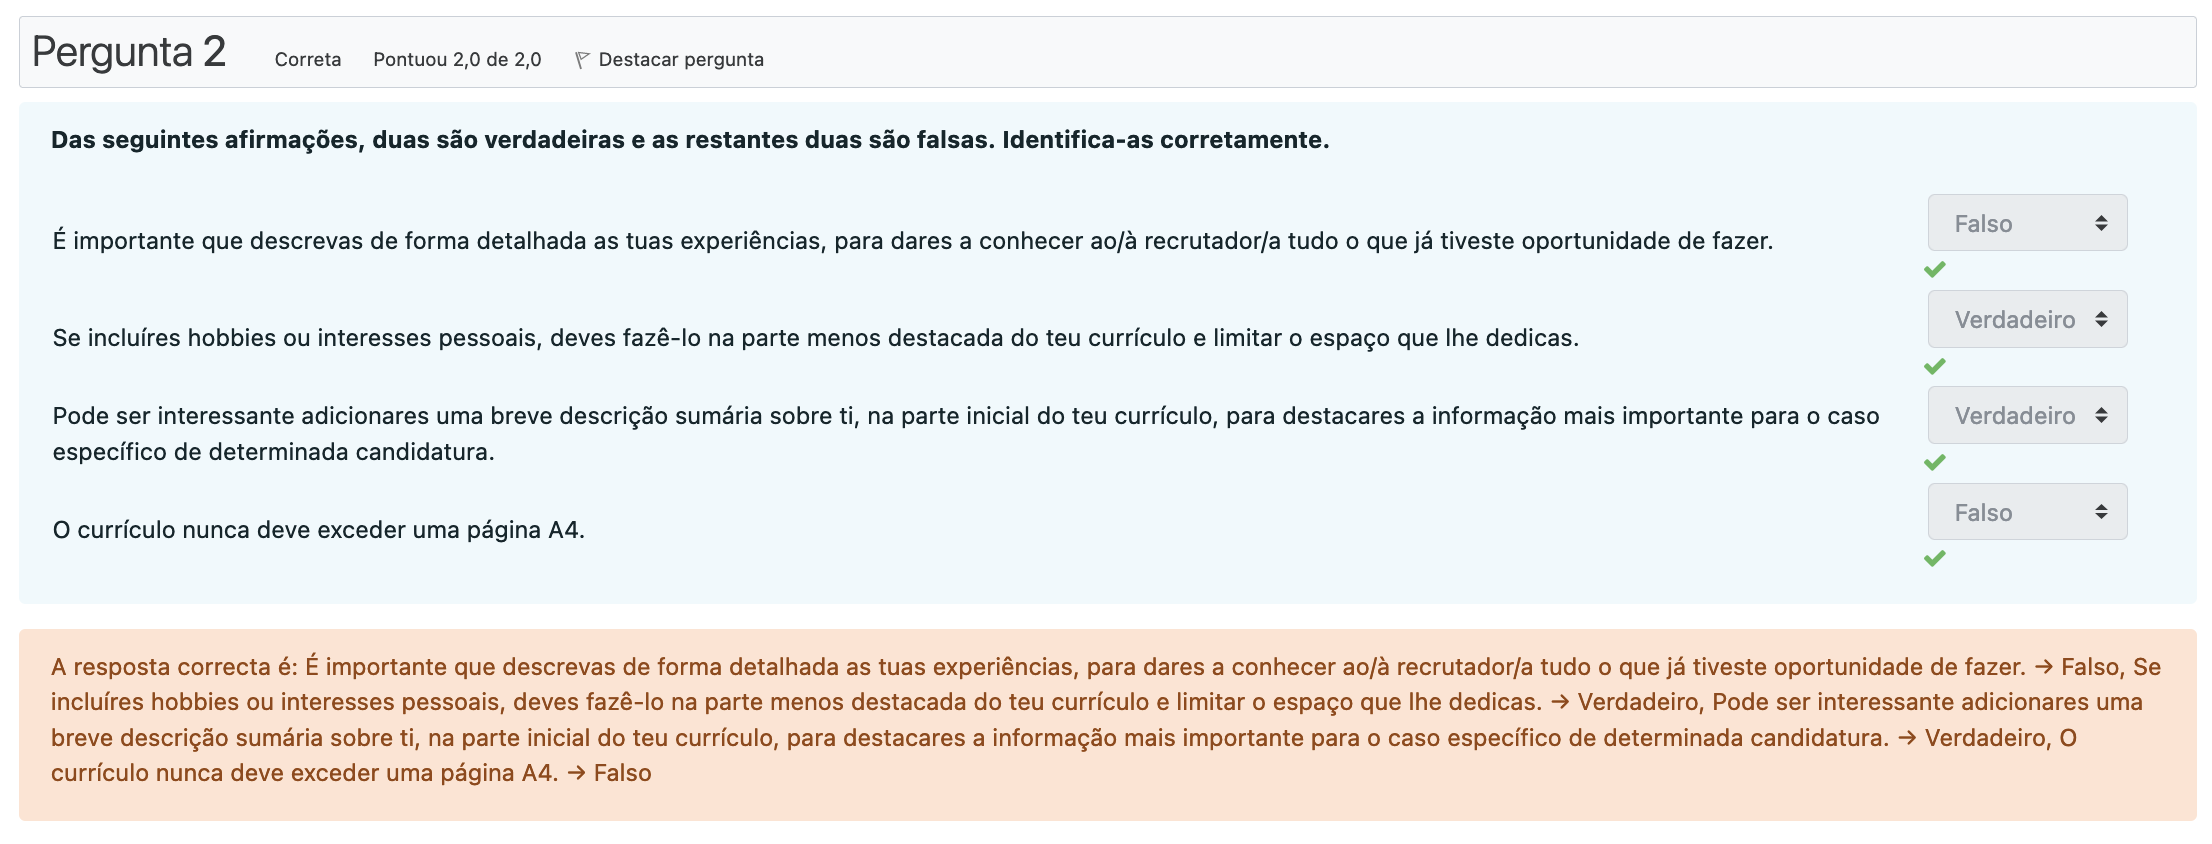 Pergunta 2 Correta Pontuou 2,0 de 2,0 Destacar pergunta
Das seguintes afirmações, duas são verdadeiras e as restantes duas são falsas. Identifica-as corretamente.
É importante que descrevas de forma detalhada as tuas experiências, para dares a conhecer ao/à recrutador/a tudo o que já tiveste oportunidade de fazer. Falso
Se incluíres hobbies ou interesses pessoais, deves fazê-lo na parte menos destacada do teu currículo e limitar o espaço que lhe dedicas. Verdadeiro
Pode ser interessante adicionares uma breve descrição sumária sobre ti, na parte inicial do teu currículo, para destacares a informação mais importante para o caso Verdadeiro
específico de determinada candidatura.
O currículo nunca deve exceder uma página A4. Falso
A resposta correcta é: É importante que descrevas de forma detalhada as tuas experiências, para dares a conhecer ao/à recrutador/a tudo o que já tiveste oportunidade de fazer. → Falso, Se
incluíres hobbies ou interesses pessoais, deves fazê-lo na parte menos destacada do teu currículo e limitar o espaço que lhe dedicas. → Verdadeiro, Pode ser interessante adicionares uma
breve descrição sumária sobre ti, na parte inicial do teu currículo, para destacares a informação mais importante para o caso específico de determinada candidatura. → Verdadeiro, O
currículo nunca deve exceder uma página A4. → Falso